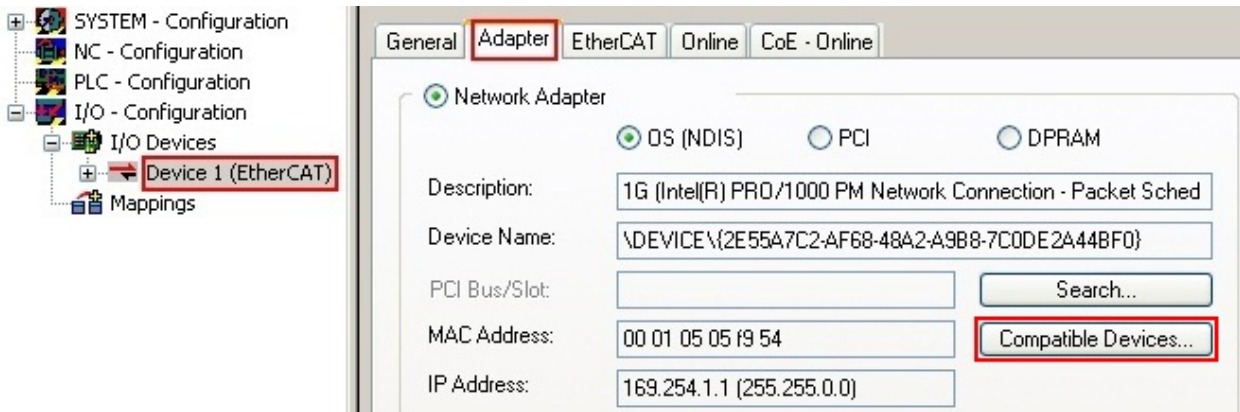 SYSTEM - Configuration
NC - Configuration
PLC - Configuration
I/O - Configuration
I/O Devices
Device 1 (EtherCAT)
Mappings
General Adapter EtherCAT Online CoE - Online
Network Adapter
OS (NDIS) PCI DPRAM
Description: 1G (Intel(R) PRO/1000 PM Network Connection - Packet Sched
Device Name: \DEVICE\{2E55A7C2-AF68-48A2-A9B8-7C0DE2A44BF0}
PCI Bus/Slot: Search...
MAC Address: 00 01 05 05 f9 54 Compatible Devices...
IP Address: 169.254.1.1 (255.255.0.0)